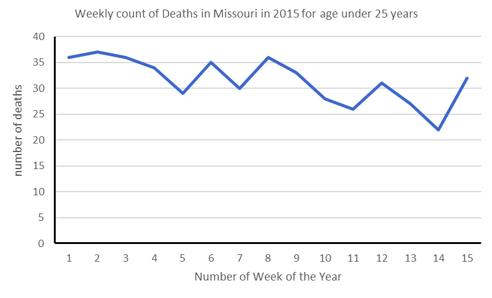 Weekly count of Deaths in Missouri in 2015 for age under 25 years
number of deaths
40
35
30
25
20
15
10
5
0
1 2 3 4 5 6 7 8 9 10 11 12 13 14 15
Number of Week of the Year